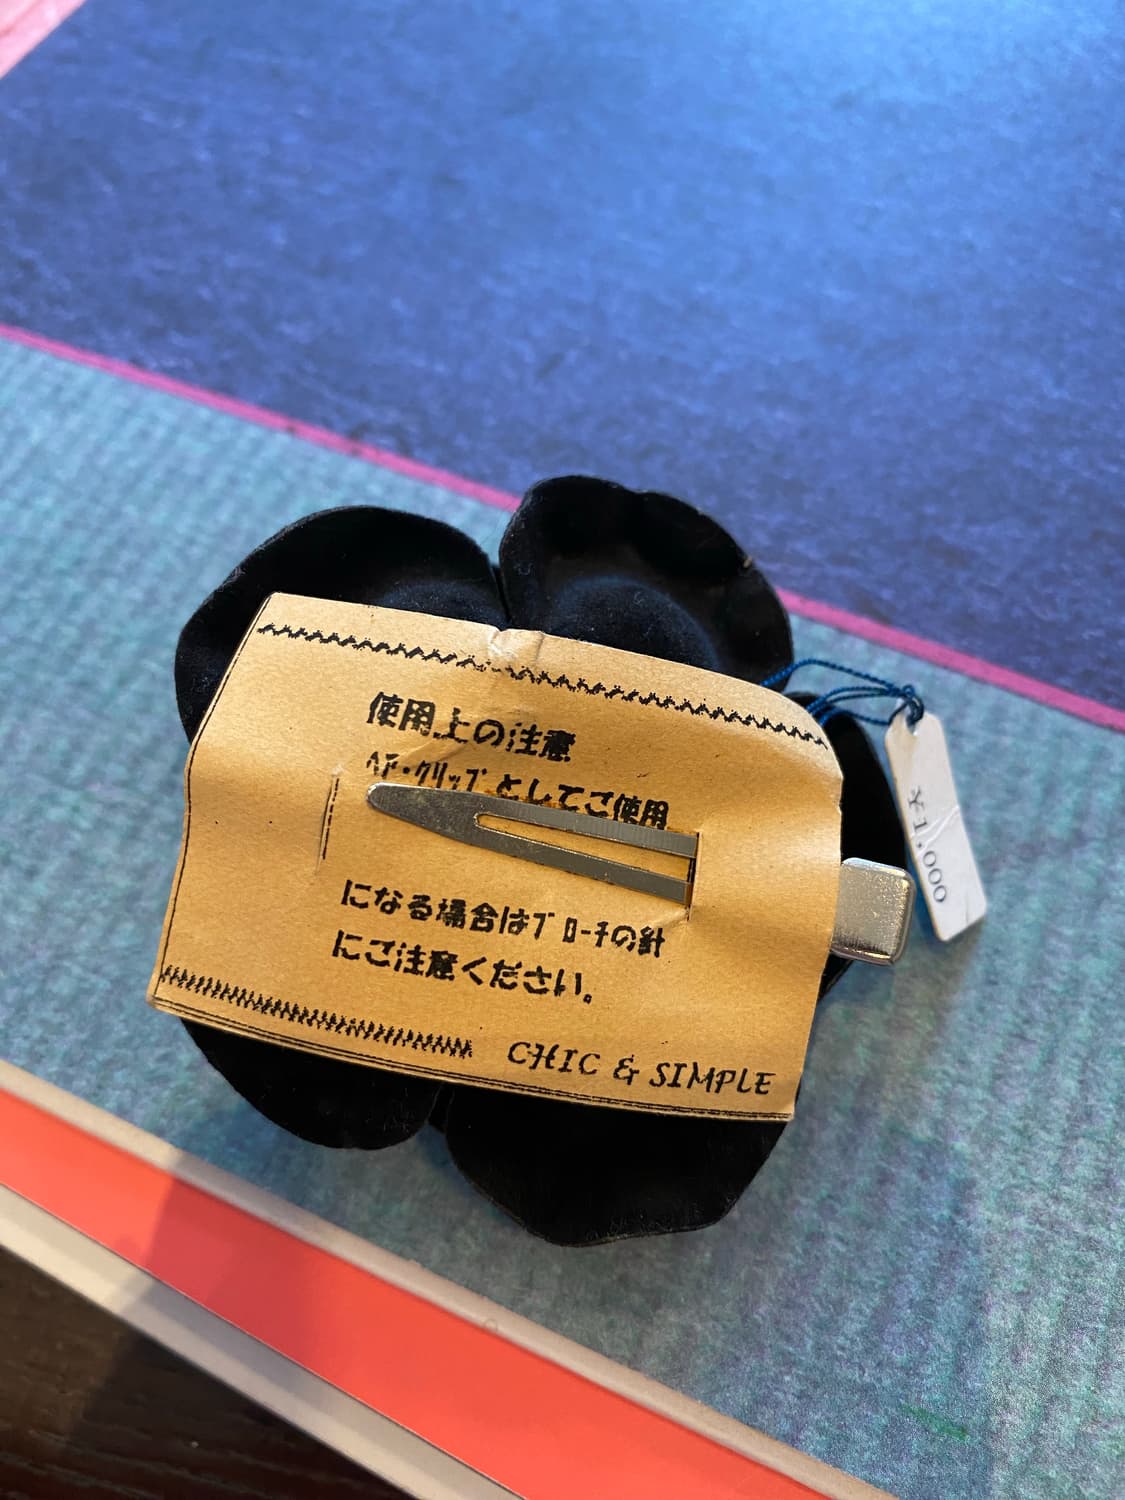 使用上の注意
ヘア・クリップとしてご使用
になる場合はブローチの針
にご注意ください。
CHIC & SIMPLE
¥1,000